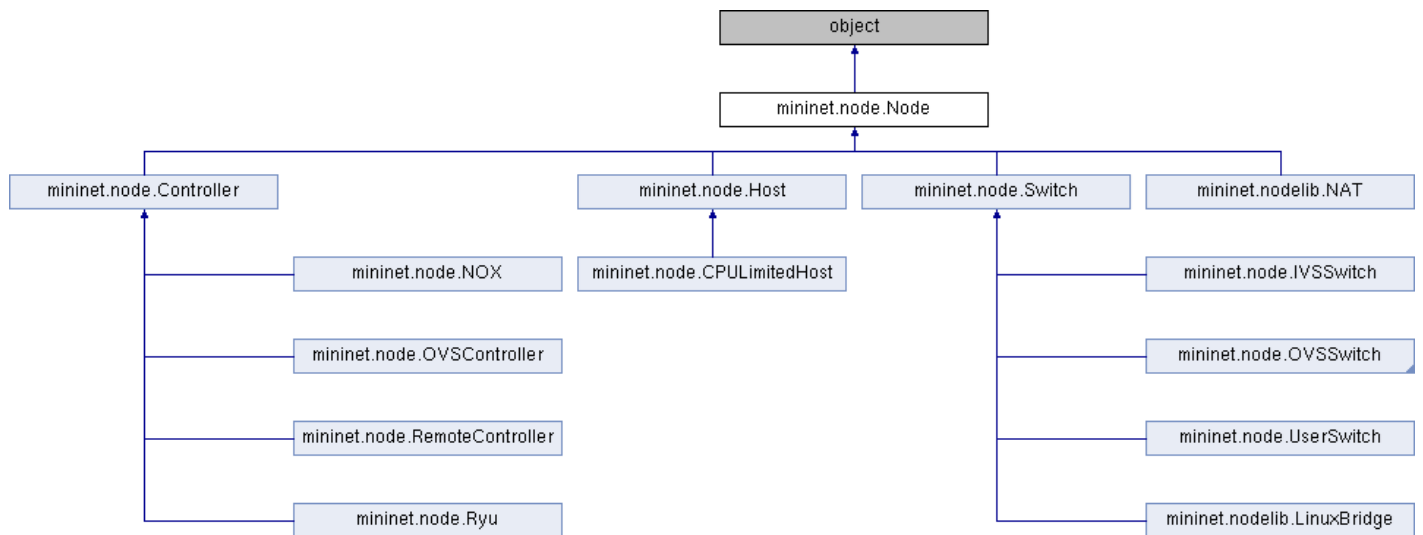 object
mininet.node.Node
mininet.node.Controller
mininet.node.Host
mininet.node.Switch
mininet.nodelib.NAT
mininet.node.NOX
mininet.node.CPULimitedHost
mininet.node.IVSSwitch
mininet.node.OVSController
mininet.node.OVSSwitch
mininet.node.RemoteController
mininet.node.UserSwitch
mininet.node.Ryu
mininet.nodelib.LinuxBridge